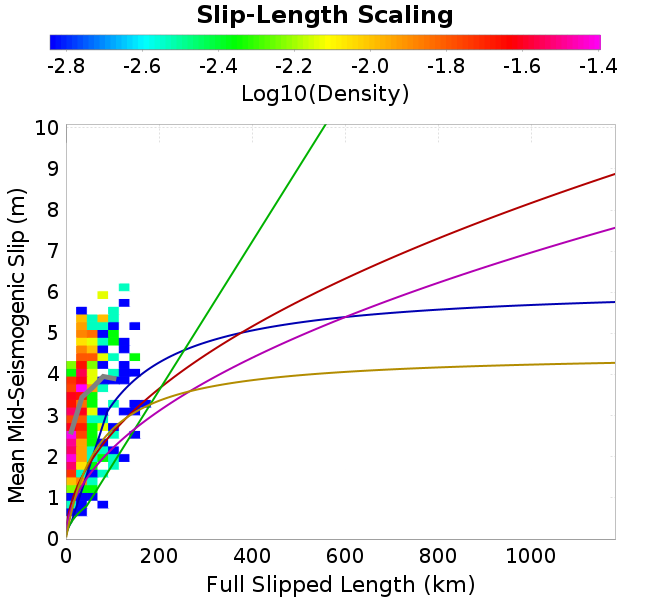 Slip-Length Scaling
-2.8 -2.6 -2.4 -2.2 -2.0 -1.8 -1.6 -1.4
Log10(Density)
10
9
8
7
6
5
4
3
2
1
0
Mean Mid-Seismogenic Slip (m)
0 200 400 600 800 1000
Full Slipped Length (km)